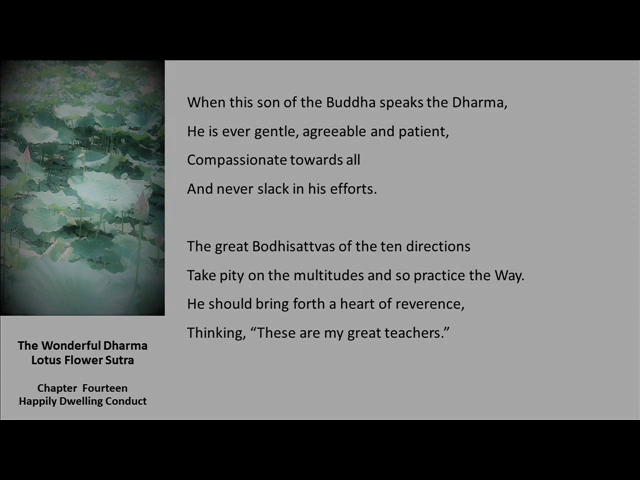 When this son of the Buddha speaks the Dharma,
He is ever gentle, agreeable and patient,
Compassionate towards all
And never slack in his efforts.
The great Bodhisattvas of the ten directions
Take pity on the multitudes and so practice the Way.
He should bring forth a heart of reverence,
Thinking, “These are my great teachers.”
The Wonderful Dharma
Lotus Flower Sutra
Chapter Fourteen
Happily Dwelling Conduct